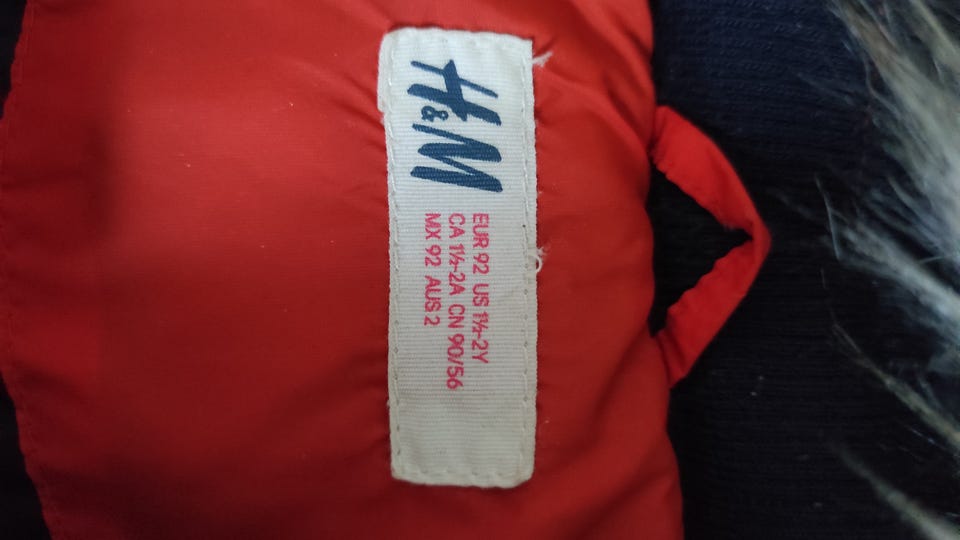 H&M
EUR 92 US 1½-2Y
CA 1½-2A CN 90/56
MX 92 AUS 2